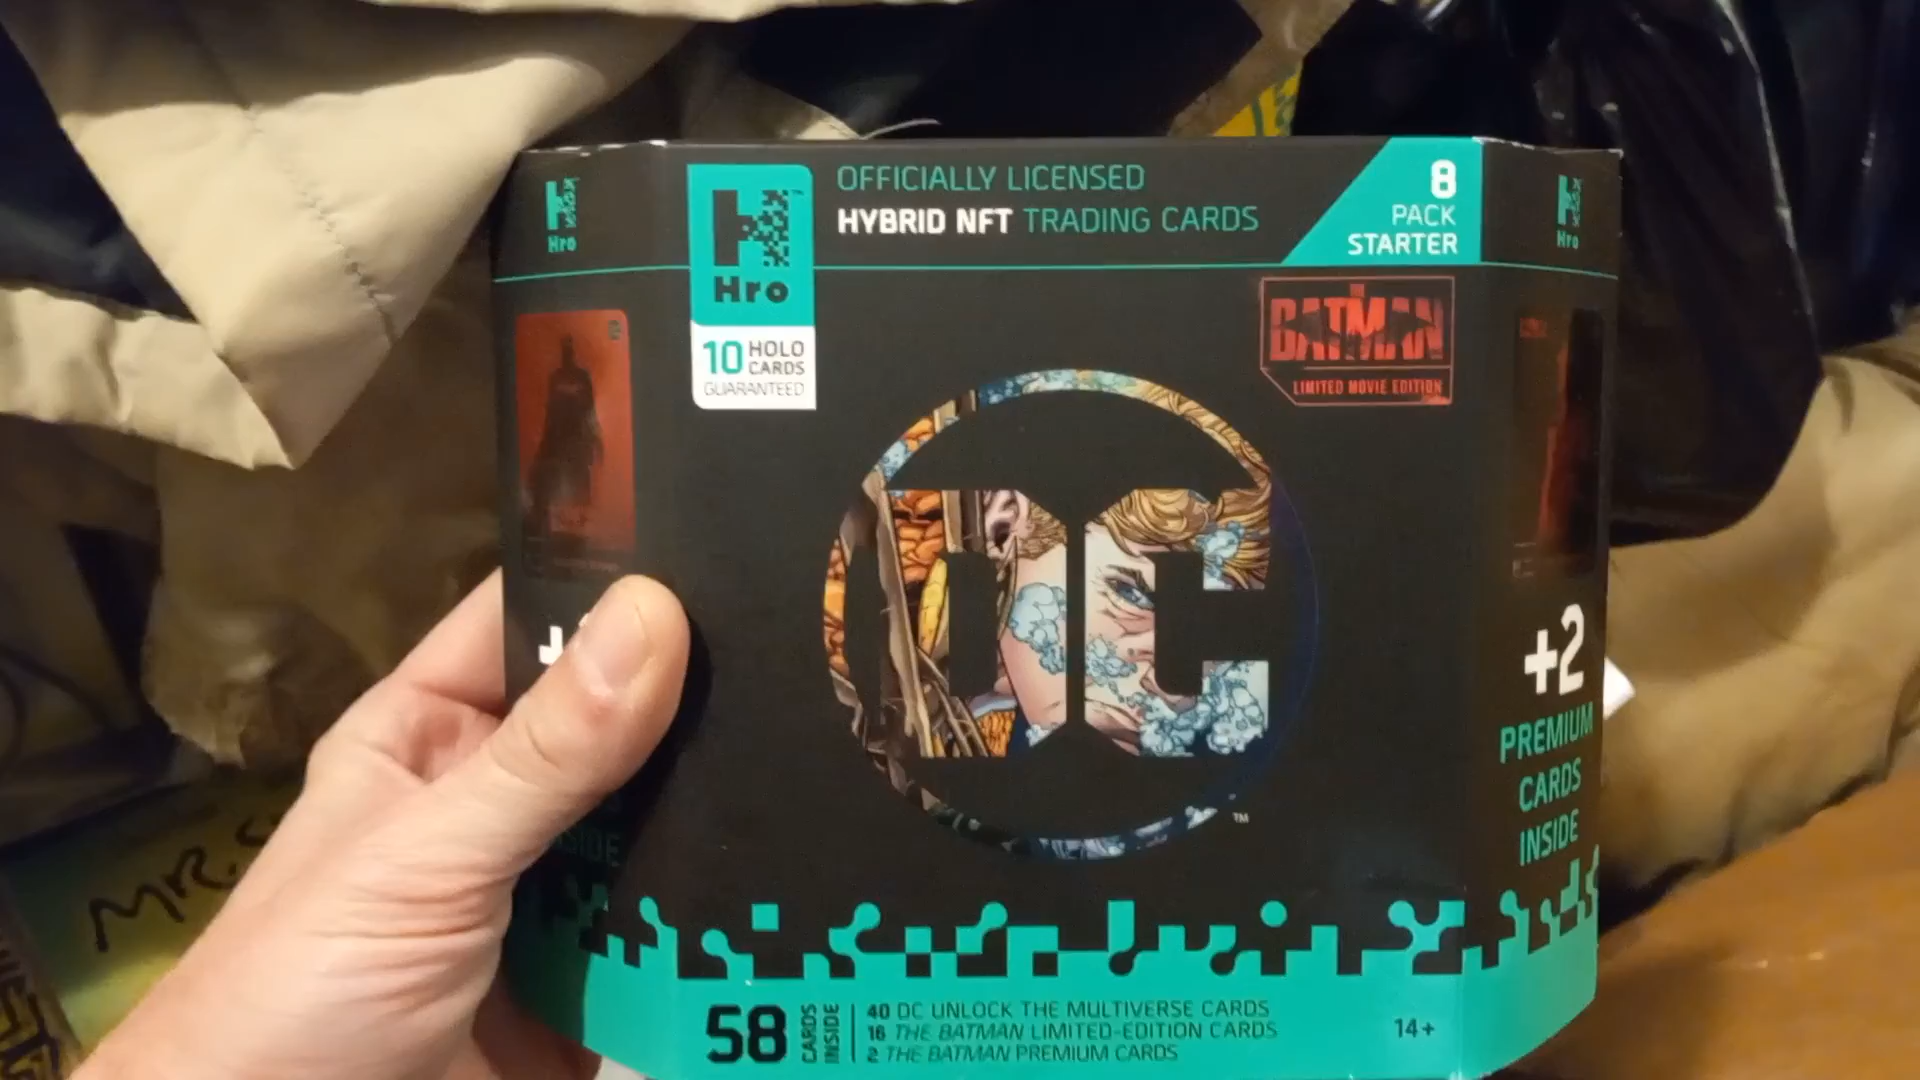 Hro
Hro
OFFICIALLY LICENSED
HYBRID NFT TRADING CARDS
8
PACK
STARTER
Hro
10 HOLO
CARDS
GUARANTEED
THE
BATMAN
LIMITED MOVIE EDITION
DC
TM
+2
PREMIUM
CARDS
INSIDE
MR.
58 CARDS INSIDE
40 DC UNLOCK THE MULTIVERSE CARDS
16 THE BATMAN LIMITED-EDITION CARDS
2 THE BATMAN PREMIUM CARDS
14+